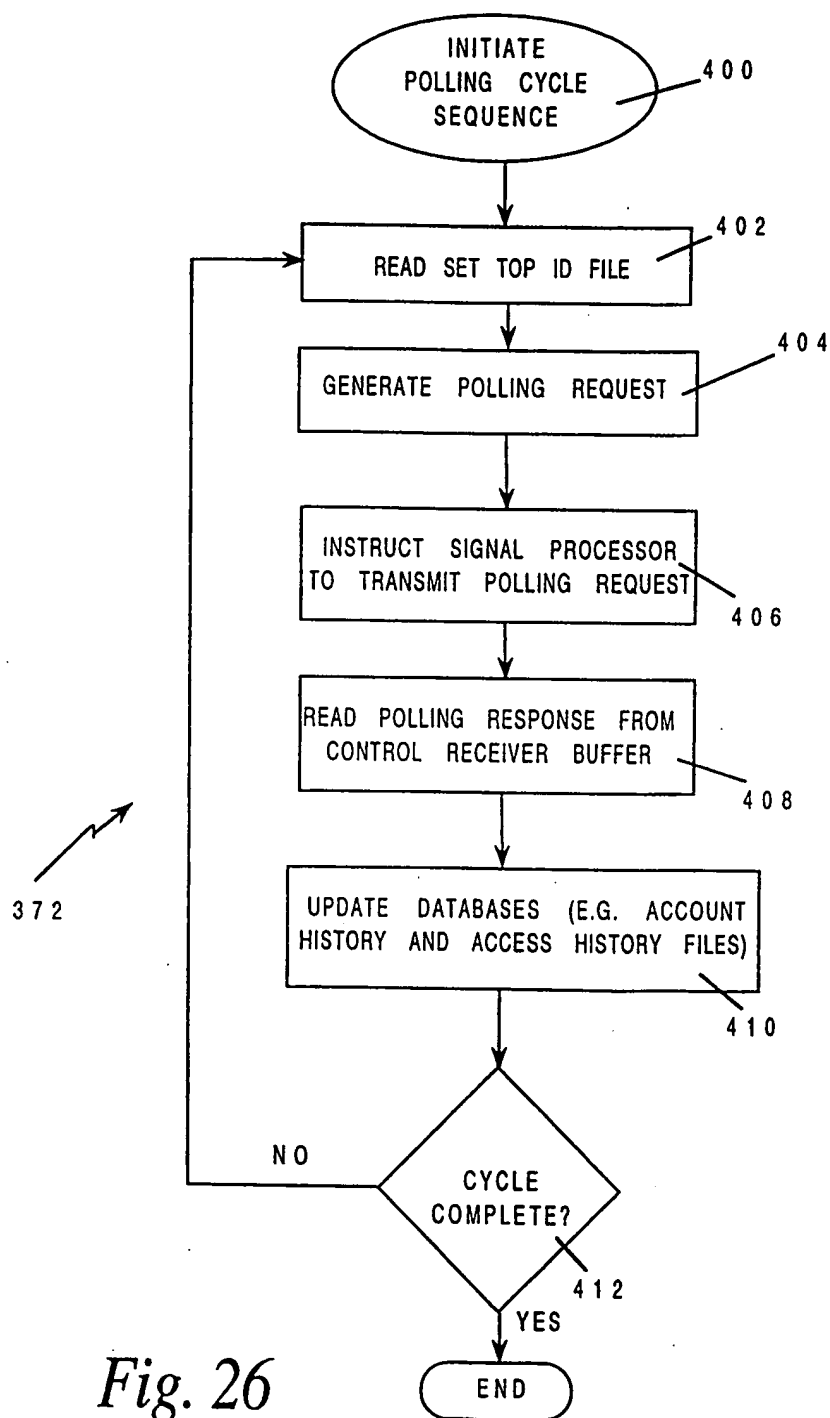 INITIATE
POLLING CYCLE
SEQUENCE
400
402
READ SET TOP ID FILE
404
GENERATE POLLING REQUEST
INSTRUCT SIGNAL PROCESSOR
TO TRANSMIT POLLING REQUEST
406
READ POLLING RESPONSE FROM
CONTROL RECEIVER BUFFER
408
372
UPDATE DATABASES (E.G. ACCOUNT
HISTORY AND ACCESS HISTORY FILES)
410
NO
CYCLE
COMPLETE?
412
YES
END
Fig. 26